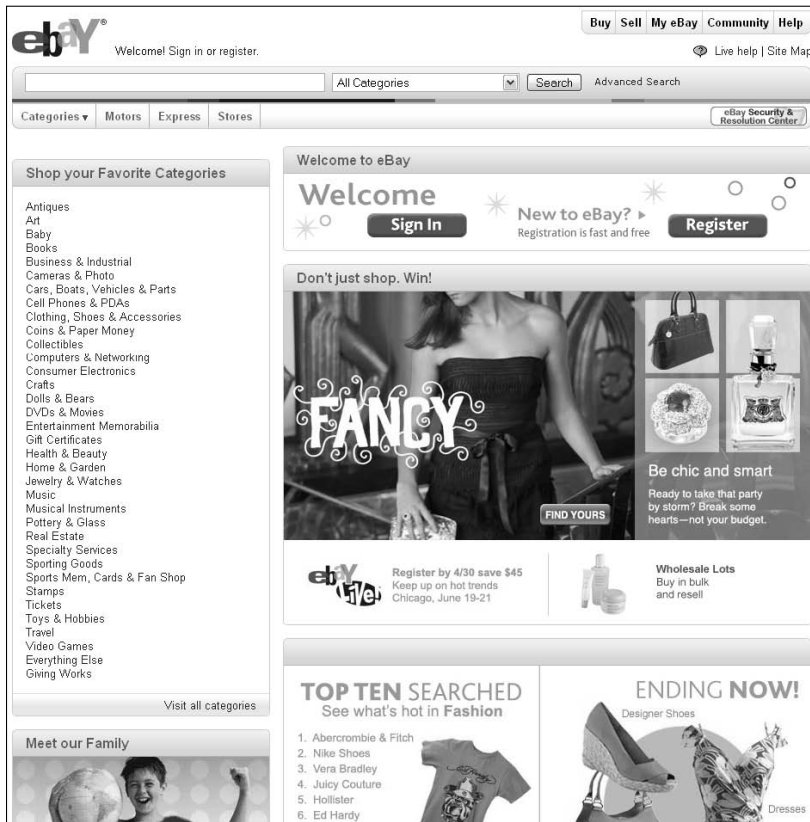 ebaY®
Welcome! Sign in or register.
Buy Sell My eBay Community Help
Live help | Site Map
All Categories
Search
Advanced Search
Categories ▾ Motors Express Stores
eBay Security &
Resolution Center
Shop your Favorite Categories
Antiques
Art
Baby
Books
Business & Industrial
Cameras & Photo
Cars, Boats, Vehicles & Parts
Cell Phones & PDAs
Clothing, Shoes & Accessories
Coins & Paper Money
Collectibles
Computers & Networking
Consumer Electronics
Crafts
Dolls & Bears
DVDs & Movies
Entertainment Memorabilia
Gift Certificates
Health & Beauty
Home & Garden
Jewelry & Watches
Music
Musical Instruments
Pottery & Glass
Real Estate
Specialty Services
Sporting Goods
Sports Mem, Cards & Fan Shop
Stamps
Tickets
Toys & Hobbies
Travel
Video Games
Everything Else
Giving Works
Visit all categories
Meet our Family
Welcome to eBay
Welcome
Sign In
New to eBay? ▸
Registration is fast and free
Register
Don't just shop. Win!
FANCY
FIND YOURS
Be chic and smart
Ready to take that party
by storm? Break some
hearts—not your budget.
ebaY Live!
Register by 4/30 save $45
Keep up on hot trends
Chicago, June 19-21
Wholesale Lots
Buy in bulk
and resell
TOP TEN SEARCHED
See what's hot in Fashion
1. Abercrombie & Fitch
2. Nike Shoes
3. Vera Bradley
4. Juicy Couture
5. Hollister
6. Ed Hardy
ENDING NOW!
Designer Shoes
Dresses